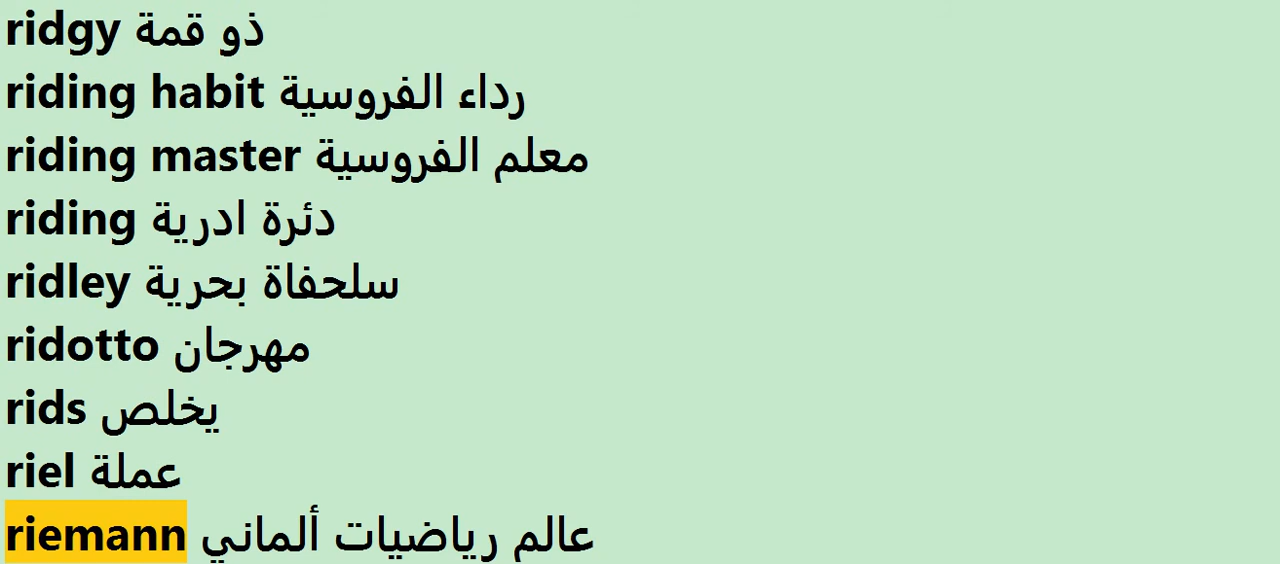 ridgy ذو قمة
riding habit رداء الفروسية
riding master معلم الفروسية
riding دئرة ادرية
ridley سلحفاة بحرية
ridotto مهرجان
rids يخلص
riel عملة
riemann عالم رياضيات ألماني